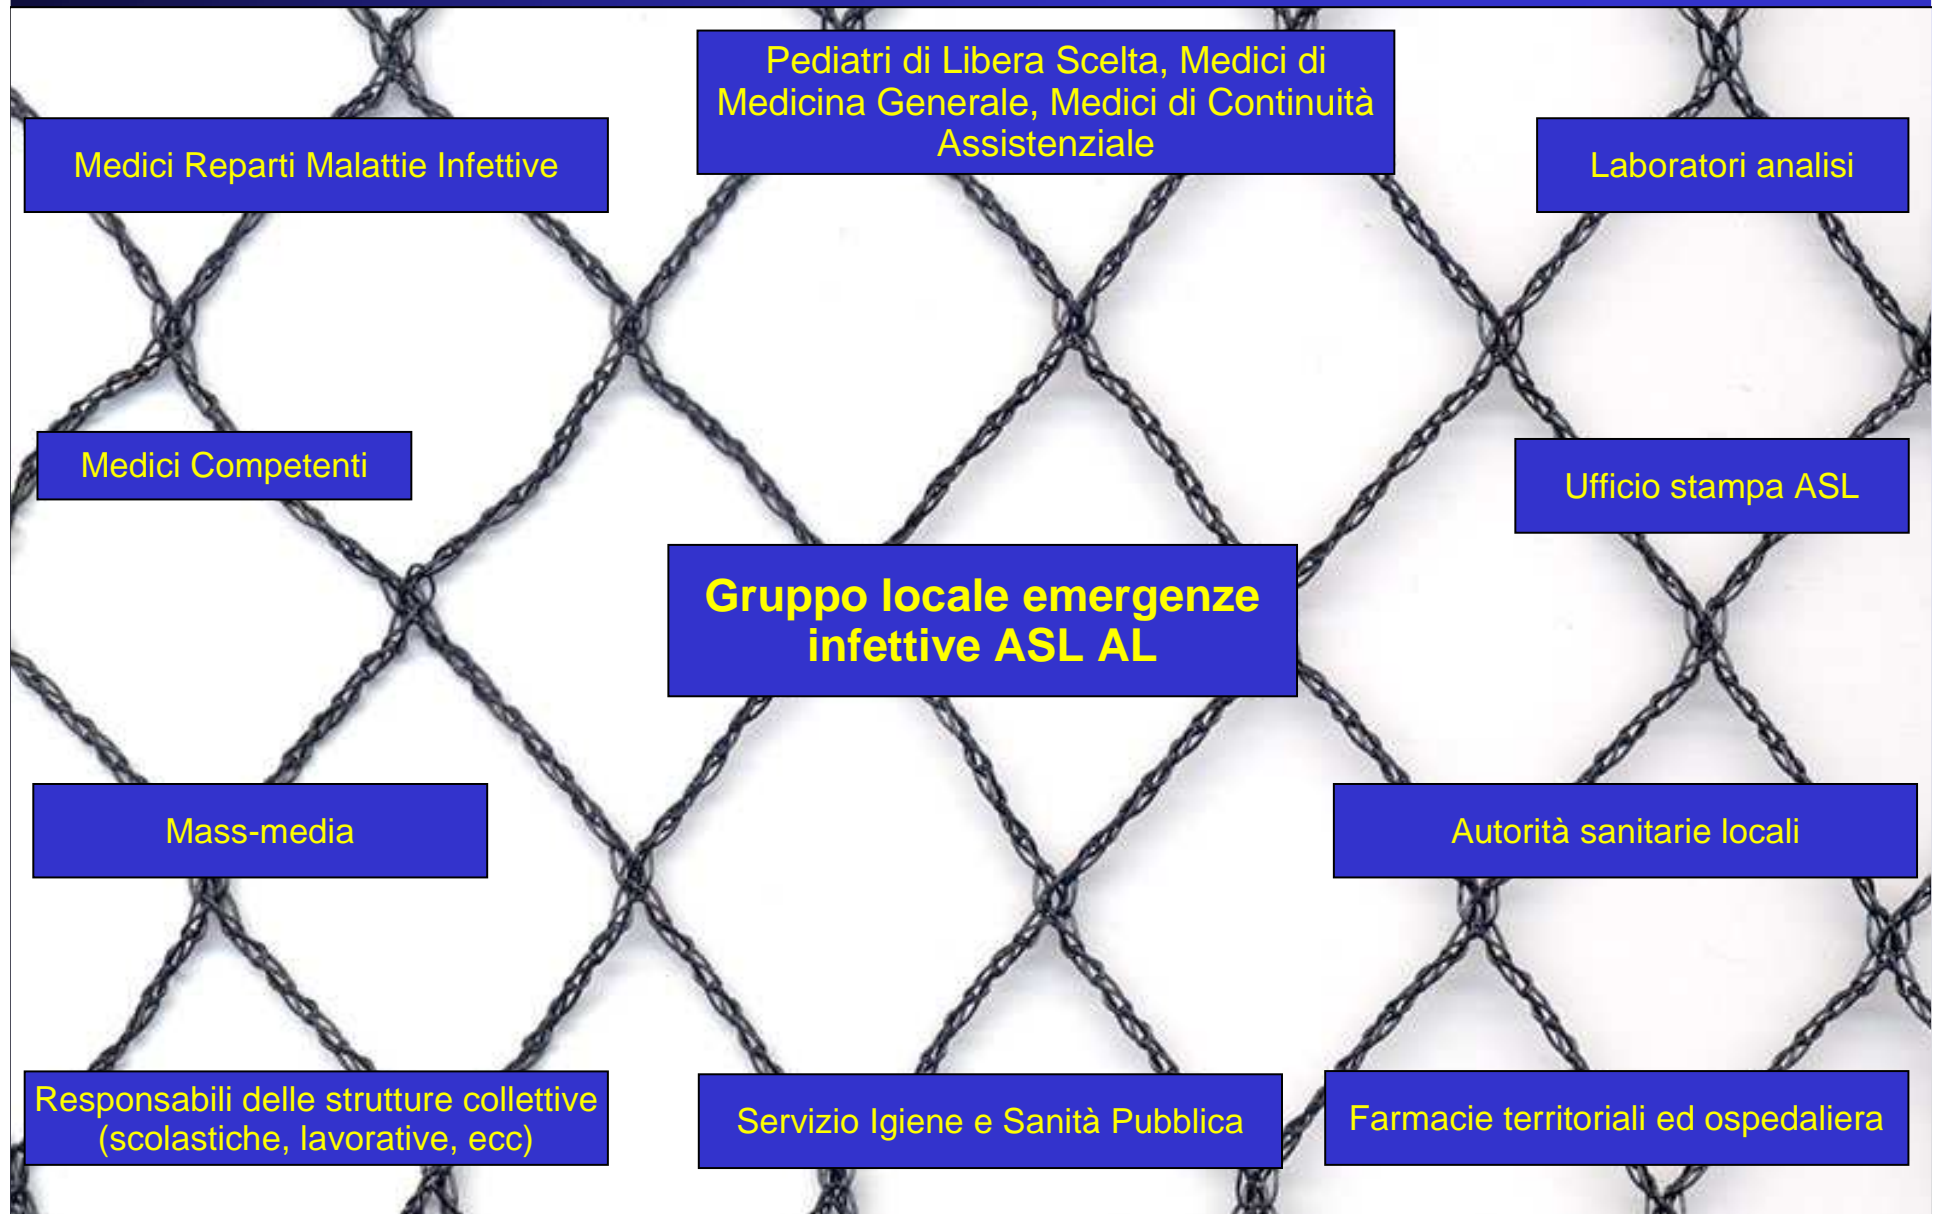 Pediatri di Libera Scelta, Medici di
Medicina Generale, Medici di Continuità
Assistenziale
Medici Reparti Malattie Infettive
Laboratori analisi
Medici Competenti
Ufficio stampa ASL
Gruppo locale emergenze
infettive ASL AL
Mass-media
Autorità sanitarie locali
Responsabili delle strutture collettive
(scolastiche, lavorative, ecc)
Servizio Igiene e Sanità Pubblica
Farmacie territoriali ed ospedaliera